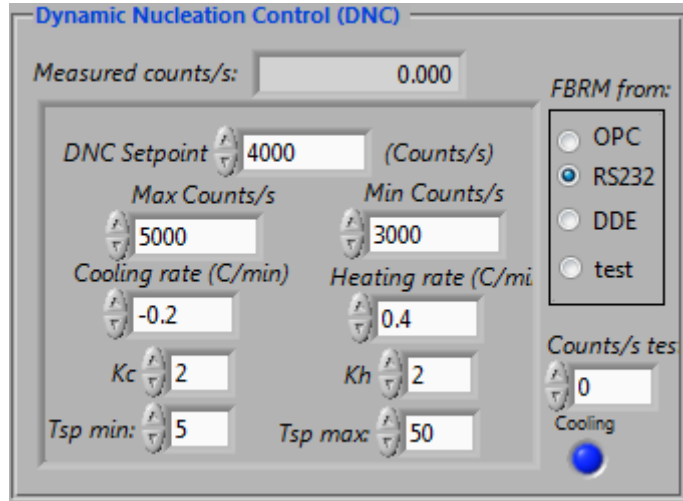 Dynamic Nucleation Control (DNC)
Measured counts/s: 0.000
FBRM from:
OPC
RS232
DDE
test
DNC Setpoint 4000 (Counts/s)
Max Counts/s Min Counts/s
5000 3000
Cooling rate (C/min) Heating rate (C/mi
-0.2 0.4
Kc 2 Kh 2
Tsp min: 5 Tsp max: 50
Counts/s tes
0
Cooling